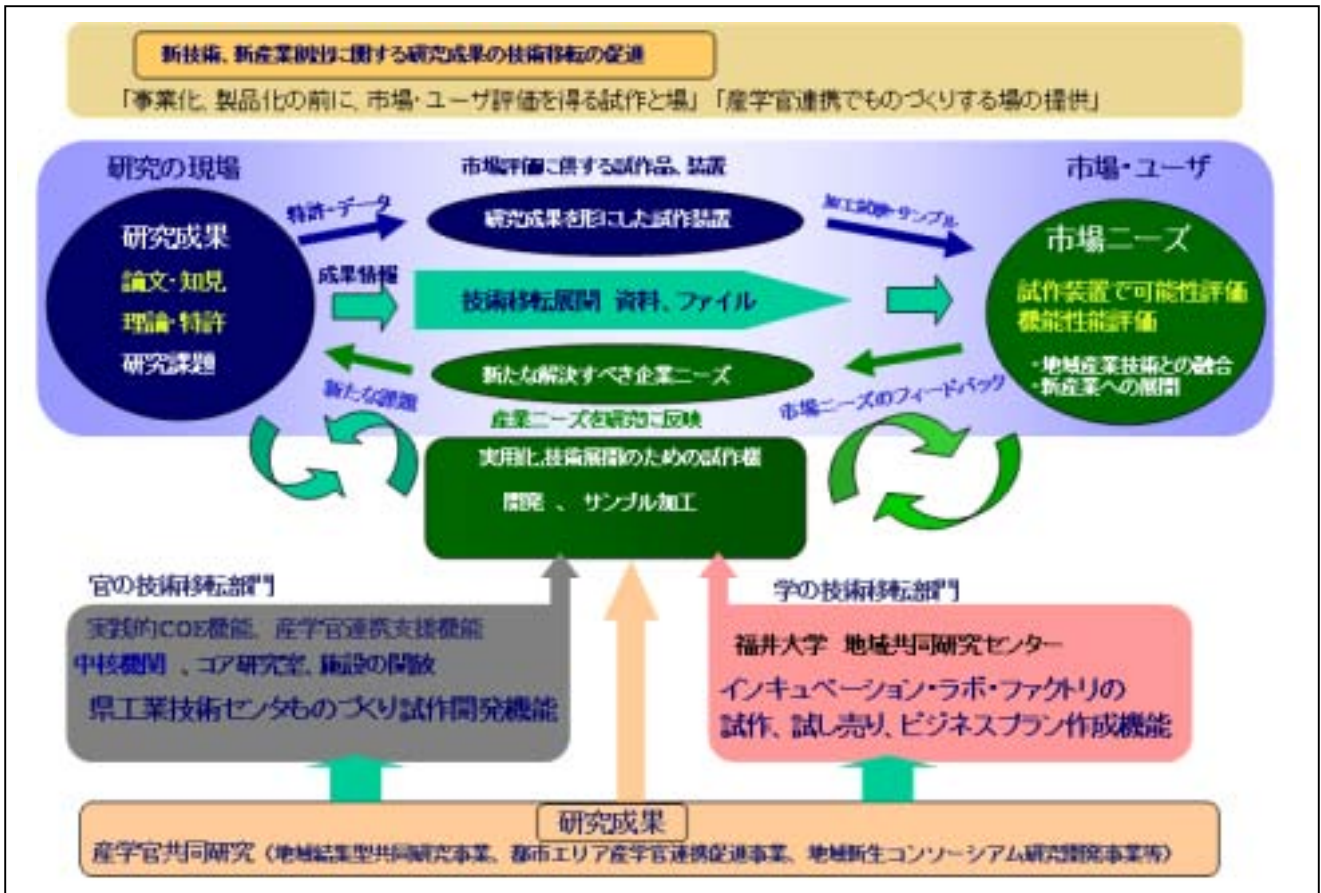 新技術、新産業創出に関する研究成果の技術移転の促進
「事業化、製品化の前に、市場・ユーザ評価を得る試作と場」「産学官連携でものづくりする場の提供」
研究の現場
市場評価に供する試作品、装置
市場・ユーザ
研究成果
論文・知見
理論・特許
研究課題
特許・データ
研究成果を形にした試作装置
加工試験・サンプル
成果情報
技術移転展開 資料、ファイル
市場ニーズ
試作装置で可能性評価
機能性能評価
・地域産業技術との融合
・新産業への展開
新たな解決すべき企業ニーズ
新たな課題
産業ニーズを研究に反映
市場ニーズのフィードバック
実用化、技術展開のための試作機
開発 、 サンプル加工
官の技術移転部門
実践的COE機能、産学官連携支援機能
中核機関 、コア研究室、施設の開放
県工業技術センタものづくり試作開発機能
学の技術移転部門
福井大学 地域共同研究センター
インキュベーション・ラボ・ファクトリの
試作、試し売り、ビジネスプラン作成機能
研究成果
産学官共同研究（地域結集型共同研究事業、都市エリア産学官連携促進事業、地域新生コンソーシアム研究開発事業等）